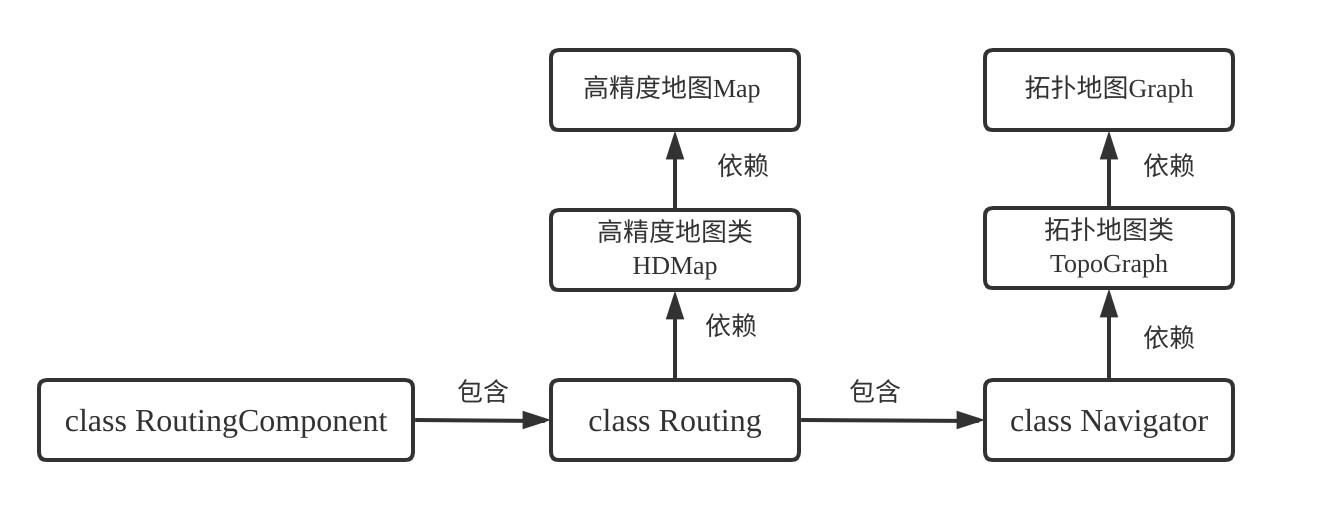 高精度地图Map
拓扑地图Graph
依赖
依赖
高精度地图类
HDMap
拓扑地图类
TopoGraph
依赖
依赖
class RoutingComponent
包含
class Routing
包含
class Navigator